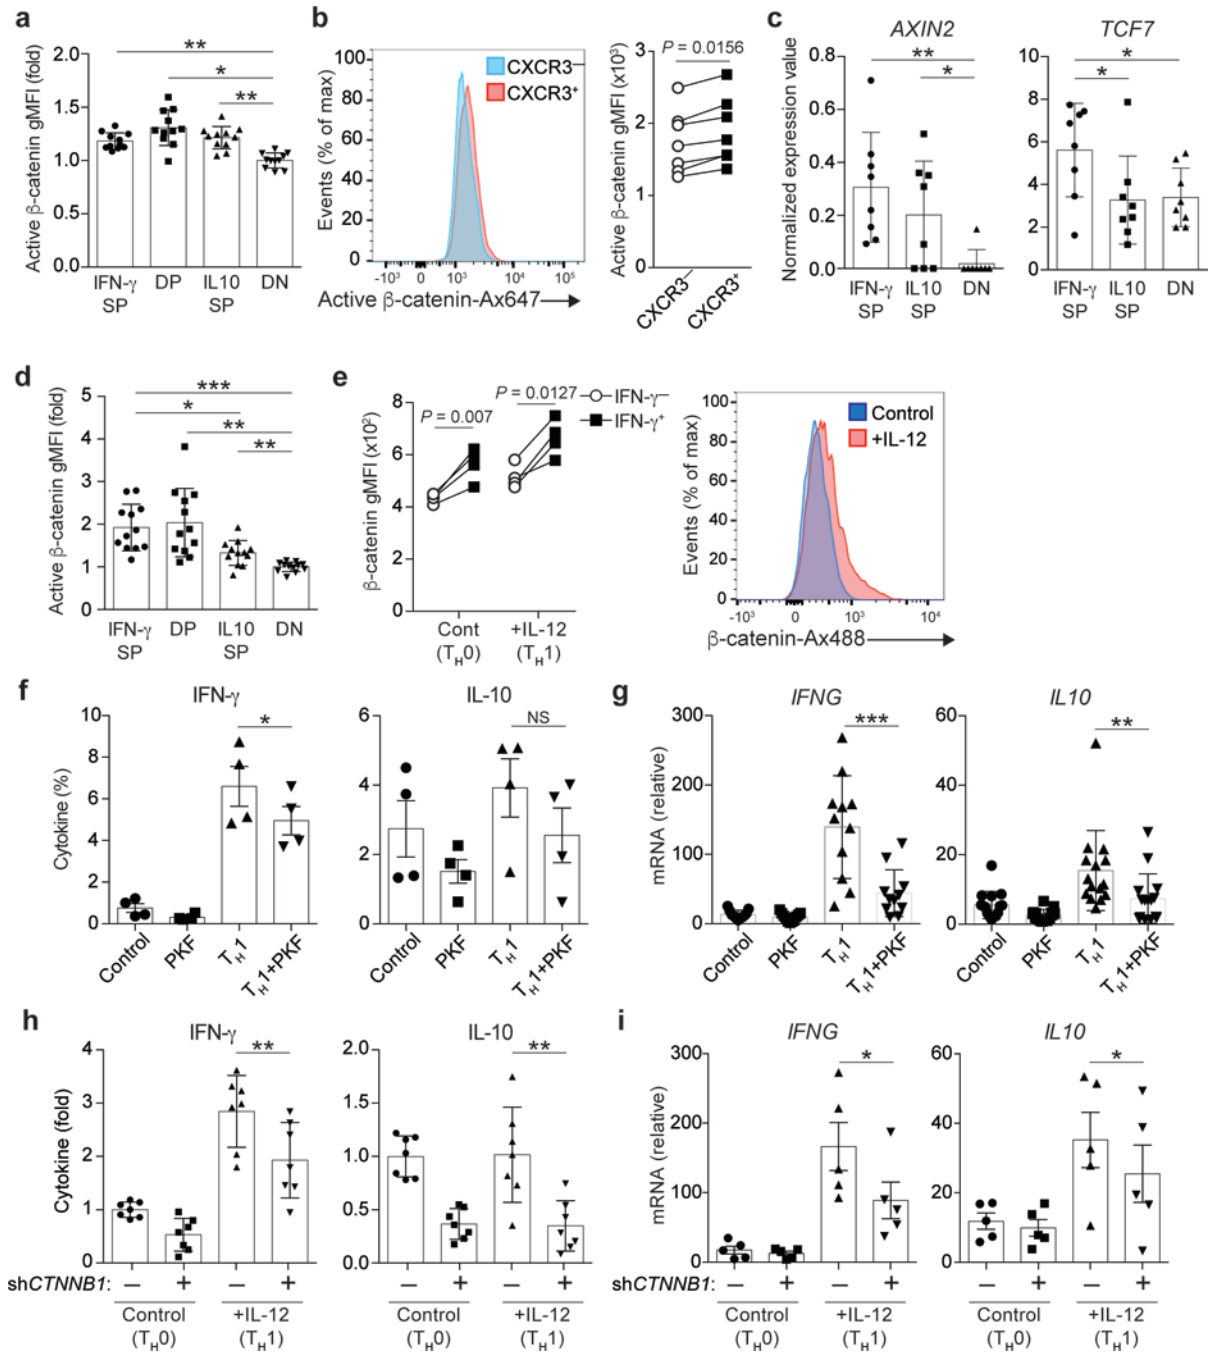 a
Active β-catenin gMFI (fold)
2.0
1.5
1.0
0.5
0.0
**
*
**
IFN-γ SP
DP
IL10 SP
DN
b
Events (% of max)
100
80
60
40
20
0
CXCR3—
CXCR3+
-10³ 0 10³ 10⁴ 10⁵
Active β-catenin-Ax647
Active β-catenin gMFI (x10³)
3
2
1
0
P = 0.0156
CXCR3—
CXCR3+
c
AXIN2
Normalized expression value
0.8
0.6
0.4
0.2
0.0
**
*
IFN-γ SP
IL10 SP
DN
TCF7
10
8
6
4
2
0
*
*
IFN-γ SP
IL10 SP
DN
d
Active β-catenin gMFI (fold)
5
4
3
2
1
0
***
*
**
**
IFN-γ SP
DP
IL10 SP
DN
e
β-catenin gMFI (x10²)
8
6
4
2
0
P = 0.007
P = 0.0127
IFN-γ—
IFN-γ+
Cont (TH0)
+IL-12 (TH1)
Events (% of max)
100
80
60
40
20
0
Control
+IL-12
-10³ 0 10³ 10⁴
β-catenin-Ax488
f
IFN-γ
Cytokine (%)
10
8
6
4
2
0
*
Control
PKF
TH1
TH1+PKF
IL-10
6
4
2
0
NS
Control
PKF
TH1
TH1+PKF
g
IFNG
mRNA (relative)
300
200
100
0
***
Control
PKF
TH1
TH1+PKF
IL10
60
40
20
0
**
Control
PKF
TH1
TH1+PKF
h
IFN-γ
Cytokine (fold)
4
3
2
1
0
**
IL-10
2.0
1.5
1.0
0.5
0.0
**
shCTNNB1: — + — + — + — +
Control (TH0)
+IL-12 (TH1)
Control (TH0)
+IL-12 (TH1)
i
IFNG
mRNA (relative)
300
200
100
0
*
IL10
60
40
20
0
*
— + — + — + — +
Control (TH0)
+IL-12 (TH1)
Control (TH0)
+IL-12 (TH1)